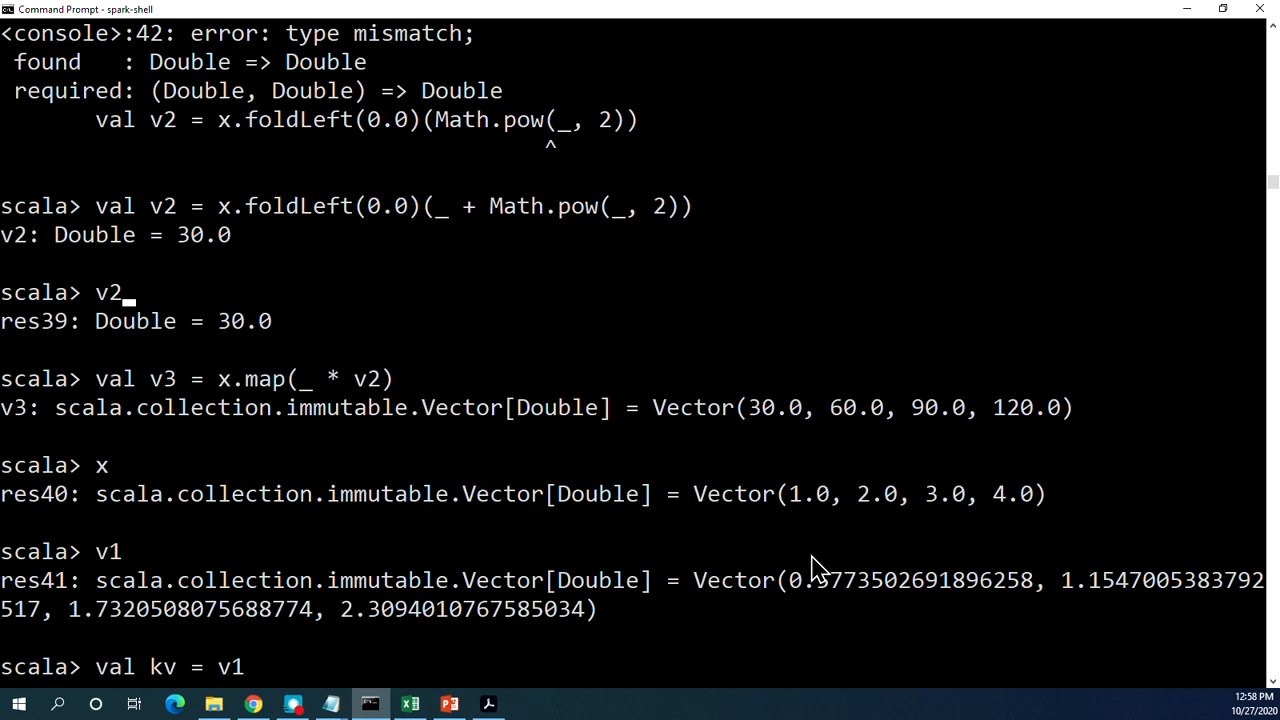 Command Prompt - spark-shell
<console>:42: error: type mismatch;
 found   : Double => Double
 required: (Double, Double) => Double
       val v2 = x.foldLeft(0.0)(Math.pow(_, 2))
                                         ^
scala> val v2 = x.foldLeft(0.0)(_ + Math.pow(_, 2))
v2: Double = 30.0
scala> v2
res39: Double = 30.0
scala> val v3 = x.map(_ * v2)
v3: scala.collection.immutable.Vector[Double] = Vector(30.0, 60.0, 90.0, 120.0)
scala> x
res40: scala.collection.immutable.Vector[Double] = Vector(1.0, 2.0, 3.0, 4.0)
scala> v1
res41: scala.collection.immutable.Vector[Double] = Vector(0.5773502691896258, 1.1547005383792
517, 1.7320508075688774, 2.3094010767585034)
scala> val kv = v1
12:58 PM
10/27/2020